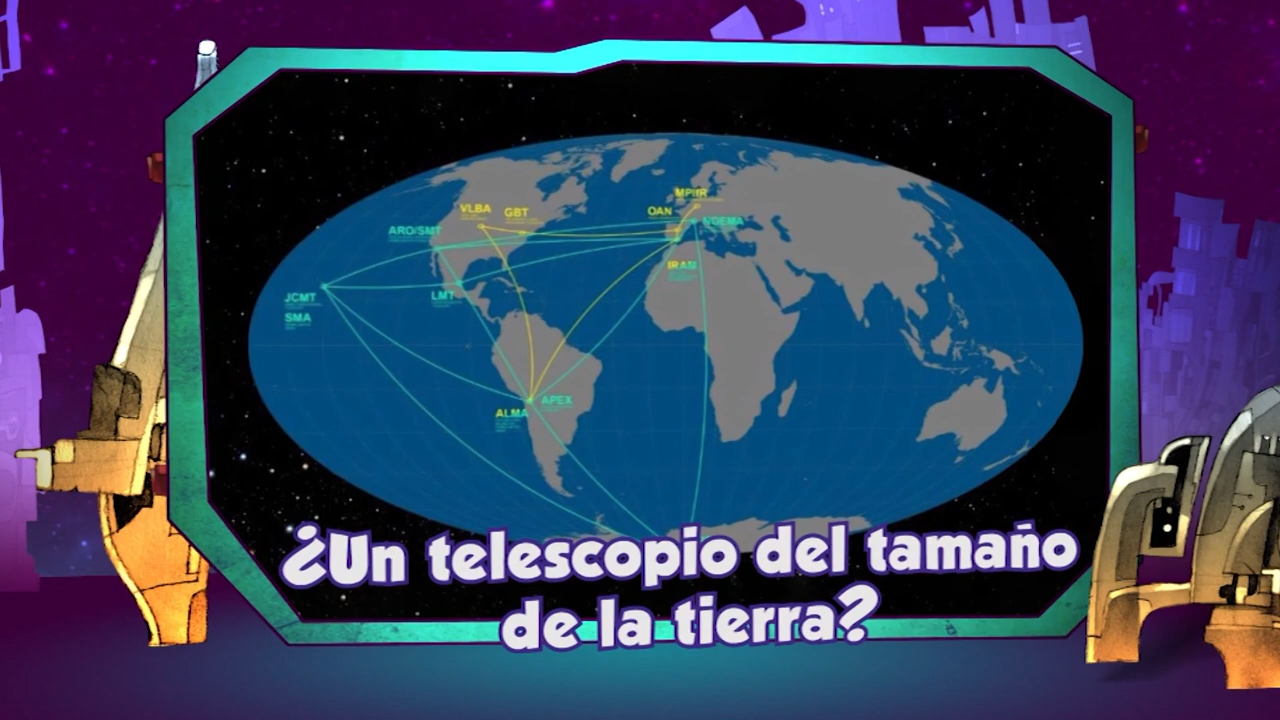 MPIfR
VLBA
GBT
OAN
NOEMA
ARO/SMT
IRAM
JCMT
LMT
SMA
APEX
ALMA
¿Un telescopio del tamaño
de la tierra?